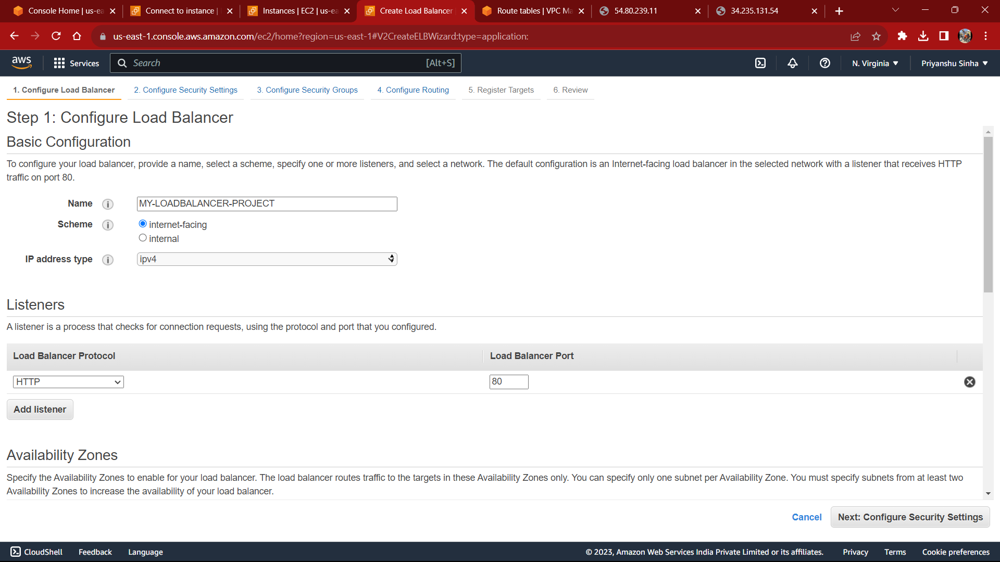 Console Home | us-ea
Connect to instance |
Instances | EC2 | us-ea
Create Load Balancer
Route tables | VPC Ma
54.80.239.11
34.235.131.54
us-east-1.console.aws.amazon.com/ec2/home?region=us-east-1#V2CreateELBWizard:type=application:
aws
Services
Search
[Alt+S]
N. Virginia
Priyanshu Sinha
1. Configure Load Balancer
2. Configure Security Settings
3. Configure Security Groups
4. Configure Routing
5. Register Targets
6. Review
Step 1: Configure Load Balancer
Basic Configuration
To configure your load balancer, provide a name, select a scheme, specify one or more listeners, and select a network. The default configuration is an Internet-facing load balancer in the selected network with a listener that receives HTTP
traffic on port 80.
Name
MY-LOADBALANCER-PROJECT
Scheme
internet-facing
internal
IP address type
ipv4
Listeners
A listener is a process that checks for connection requests, using the protocol and port that you configured.
Load Balancer Protocol
Load Balancer Port
HTTP
80
Add listener
Availability Zones
Specify the Availability Zones to enable for your load balancer. The load balancer routes traffic to the targets in these Availability Zones only. You can specify only one subnet per Availability Zone. You must specify subnets from at least two
Availability Zones to increase the availability of your load balancer.
Cancel
Next: Configure Security Settings
CloudShell
Feedback
Language
© 2023, Amazon Web Services India Private Limited or its affiliates.
Privacy
Terms
Cookie preferences